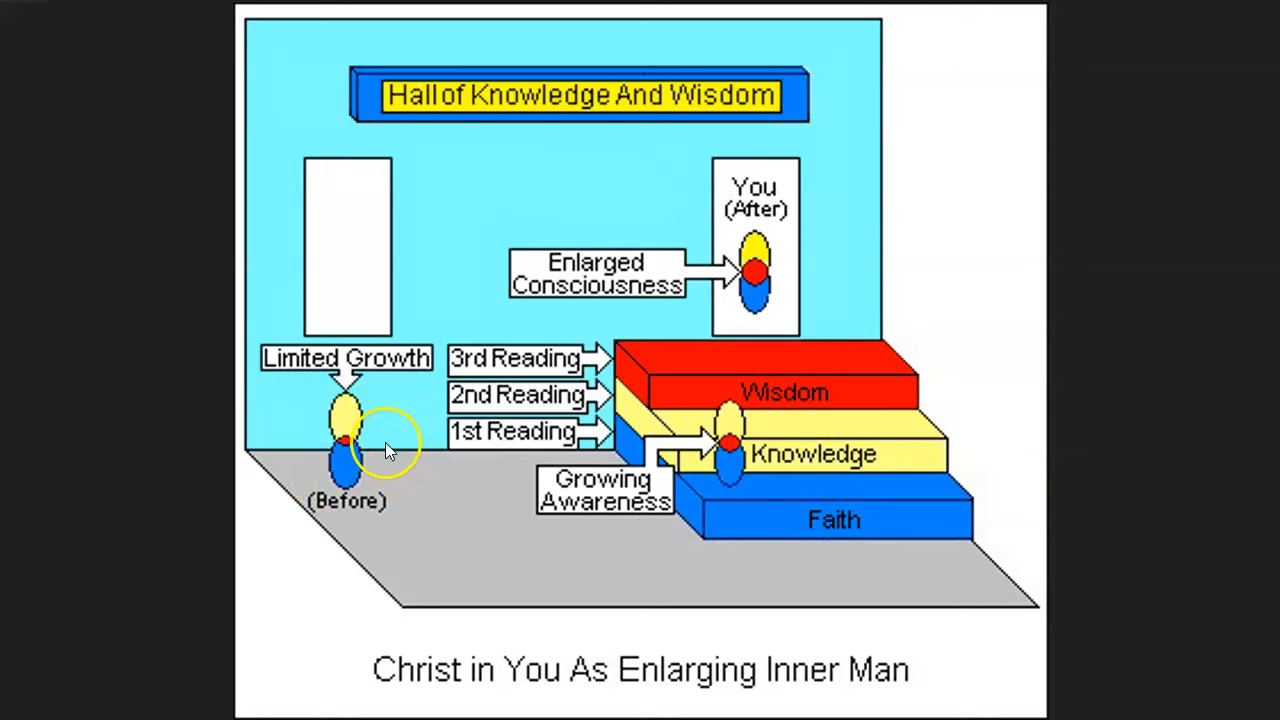 Hall of Knowledge And Wisdom
You
(After)
Enlarged
Consciousness
Limited Growth
3rd Reading
2nd Reading
1st Reading
Wisdom
Knowledge
Growing
Awareness
(Before)
Faith
Christ in You As Enlarging Inner Man